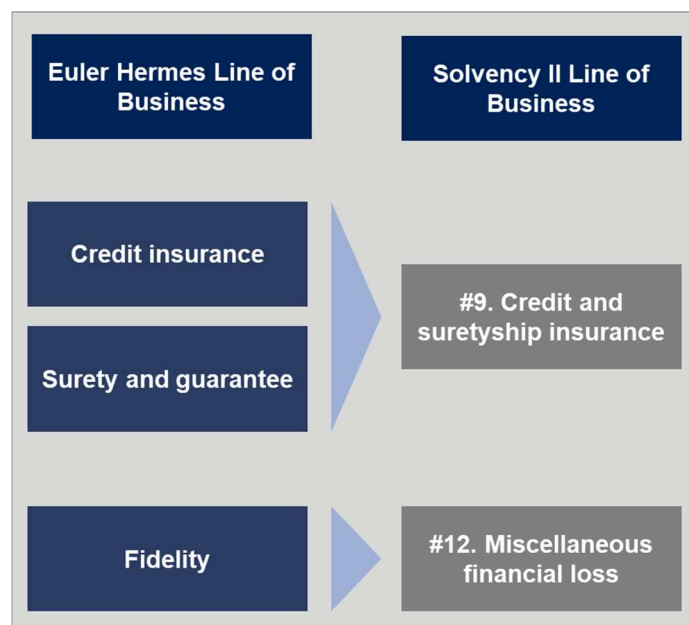 Euler Hermes Line of
Business
Solvency II Line of
Business
Credit insurance
Surety and guarantee
#9. Credit and
suretyship insurance
Fidelity
#12. Miscellaneous
financial loss